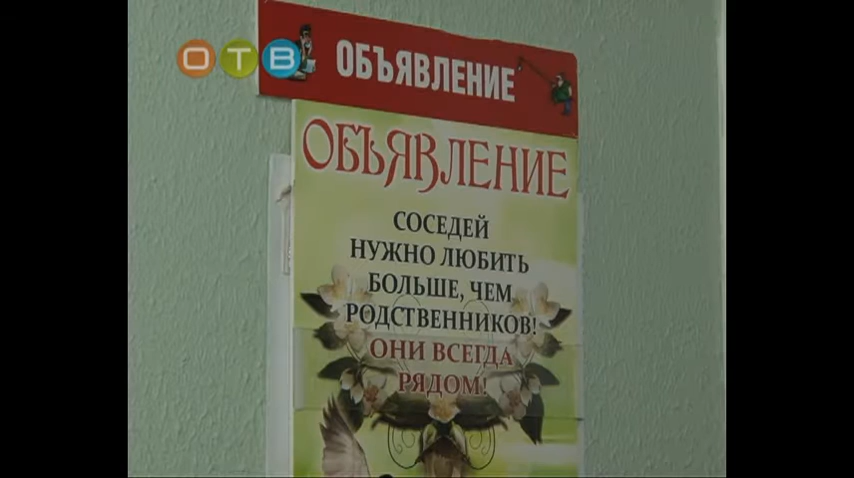 ОТВ
ОБЪЯВЛЕНИЕ
ОБЪЯВЛЕНИЕ
СОСЕДЕЙ
НУЖНО ЛЮБИТЬ
БОЛЬШЕ, ЧЕМ
РОДСТВЕННИКОВ!
ОНИ ВСЕГДА
РЯДОМ!